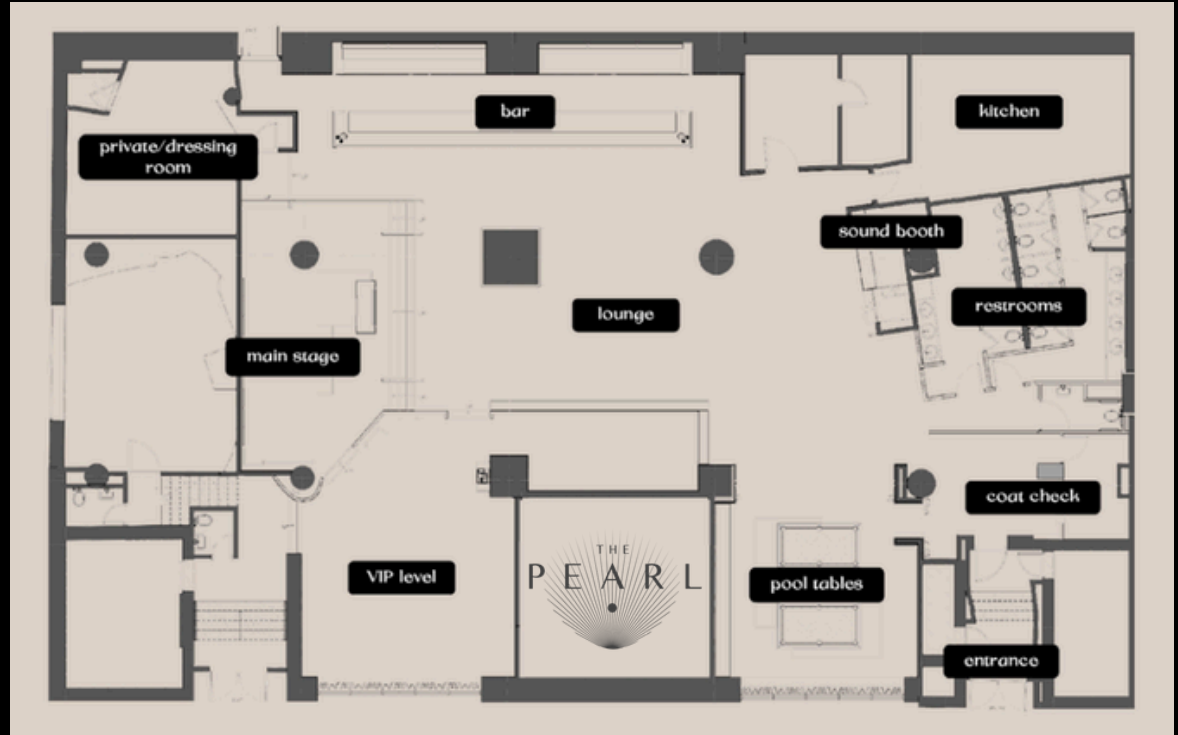 bar
kitchen
private/dressing
room
sound booth
restrooms
lounge
main stage
coat check
THE
PEARL
VIP level
pool tables
entrance